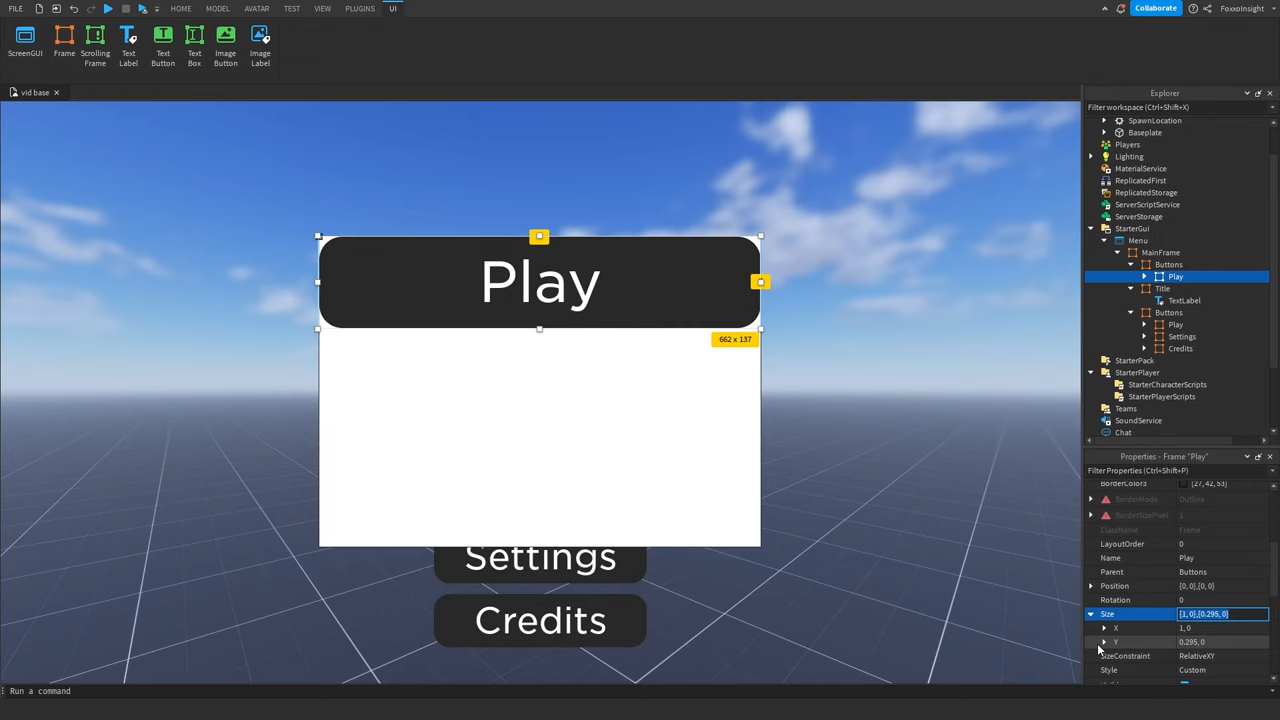 FILE HOME MODEL AVATAR TEST VIEW PLUGINS UI Collaborate FoxxoInsight
ScreenGUI Frame Scrolling Frame Text Label Text Button Text Box Image Button Image Label
vid base
Explorer
Filter workspace (Ctrl+Shift+X)
SpawnLocation
Baseplate
Players
Lighting
MaterialService
ReplicatedFirst
ReplicatedStorage
ServerScriptService
ServerStorage
StarterGui
Menu
MainFrame
Buttons
Play
Title
TextLabel
Buttons
Play
Settings
Credits
StarterPack
StarterPlayer
StarterCharacterScripts
StarterPlayerScripts
Teams
SoundService
Chat
Play
662 x 137
Settings
Credits
Properties - Frame "Play"
Filter Properties (Ctrl+Shift+P)
BorderColor3 [27, 42, 53]
BorderMode Outline
BorderSizePixel 1
ClassName Frame
LayoutOrder 0
Name Play
Parent Buttons
Position {0, 0},{0, 0}
Rotation 0
Size {1, 0},{0.295, 0}
X 1, 0
Y 0.295, 0
SizeConstraint RelativeXY
Style Custom
Run a command